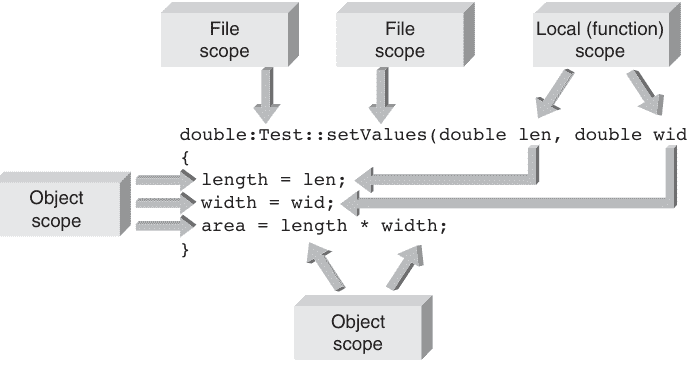 File
scope
File
scope
Local (function)
scope
double:Test::setValues(double len, double wid
{
length = len;
width = wid;
area = length * width;
}
Object
scope
Object
scope